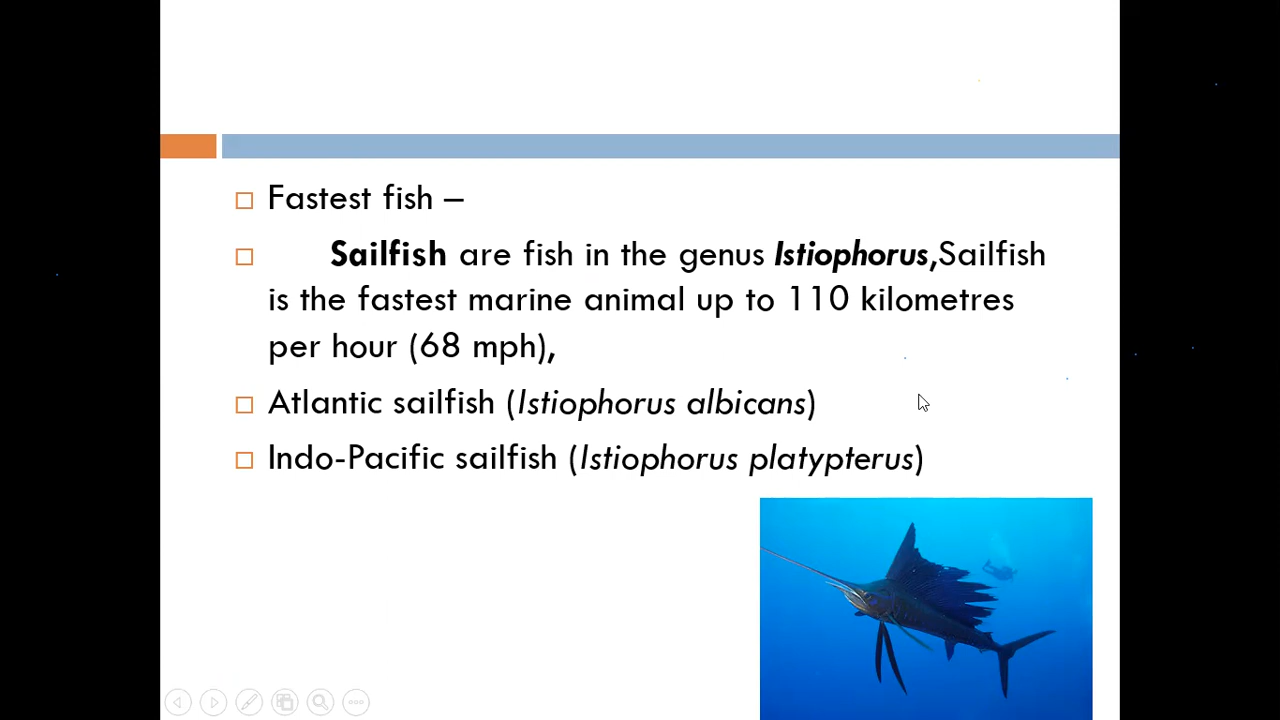 Fastest fish –
Sailfish are fish in the genus Istiophorus,Sailfish
is the fastest marine animal up to 110 kilometres
per hour (68 mph),
Atlantic sailfish (Istiophorus albicans)
Indo-Pacific sailfish (Istiophorus platypterus)